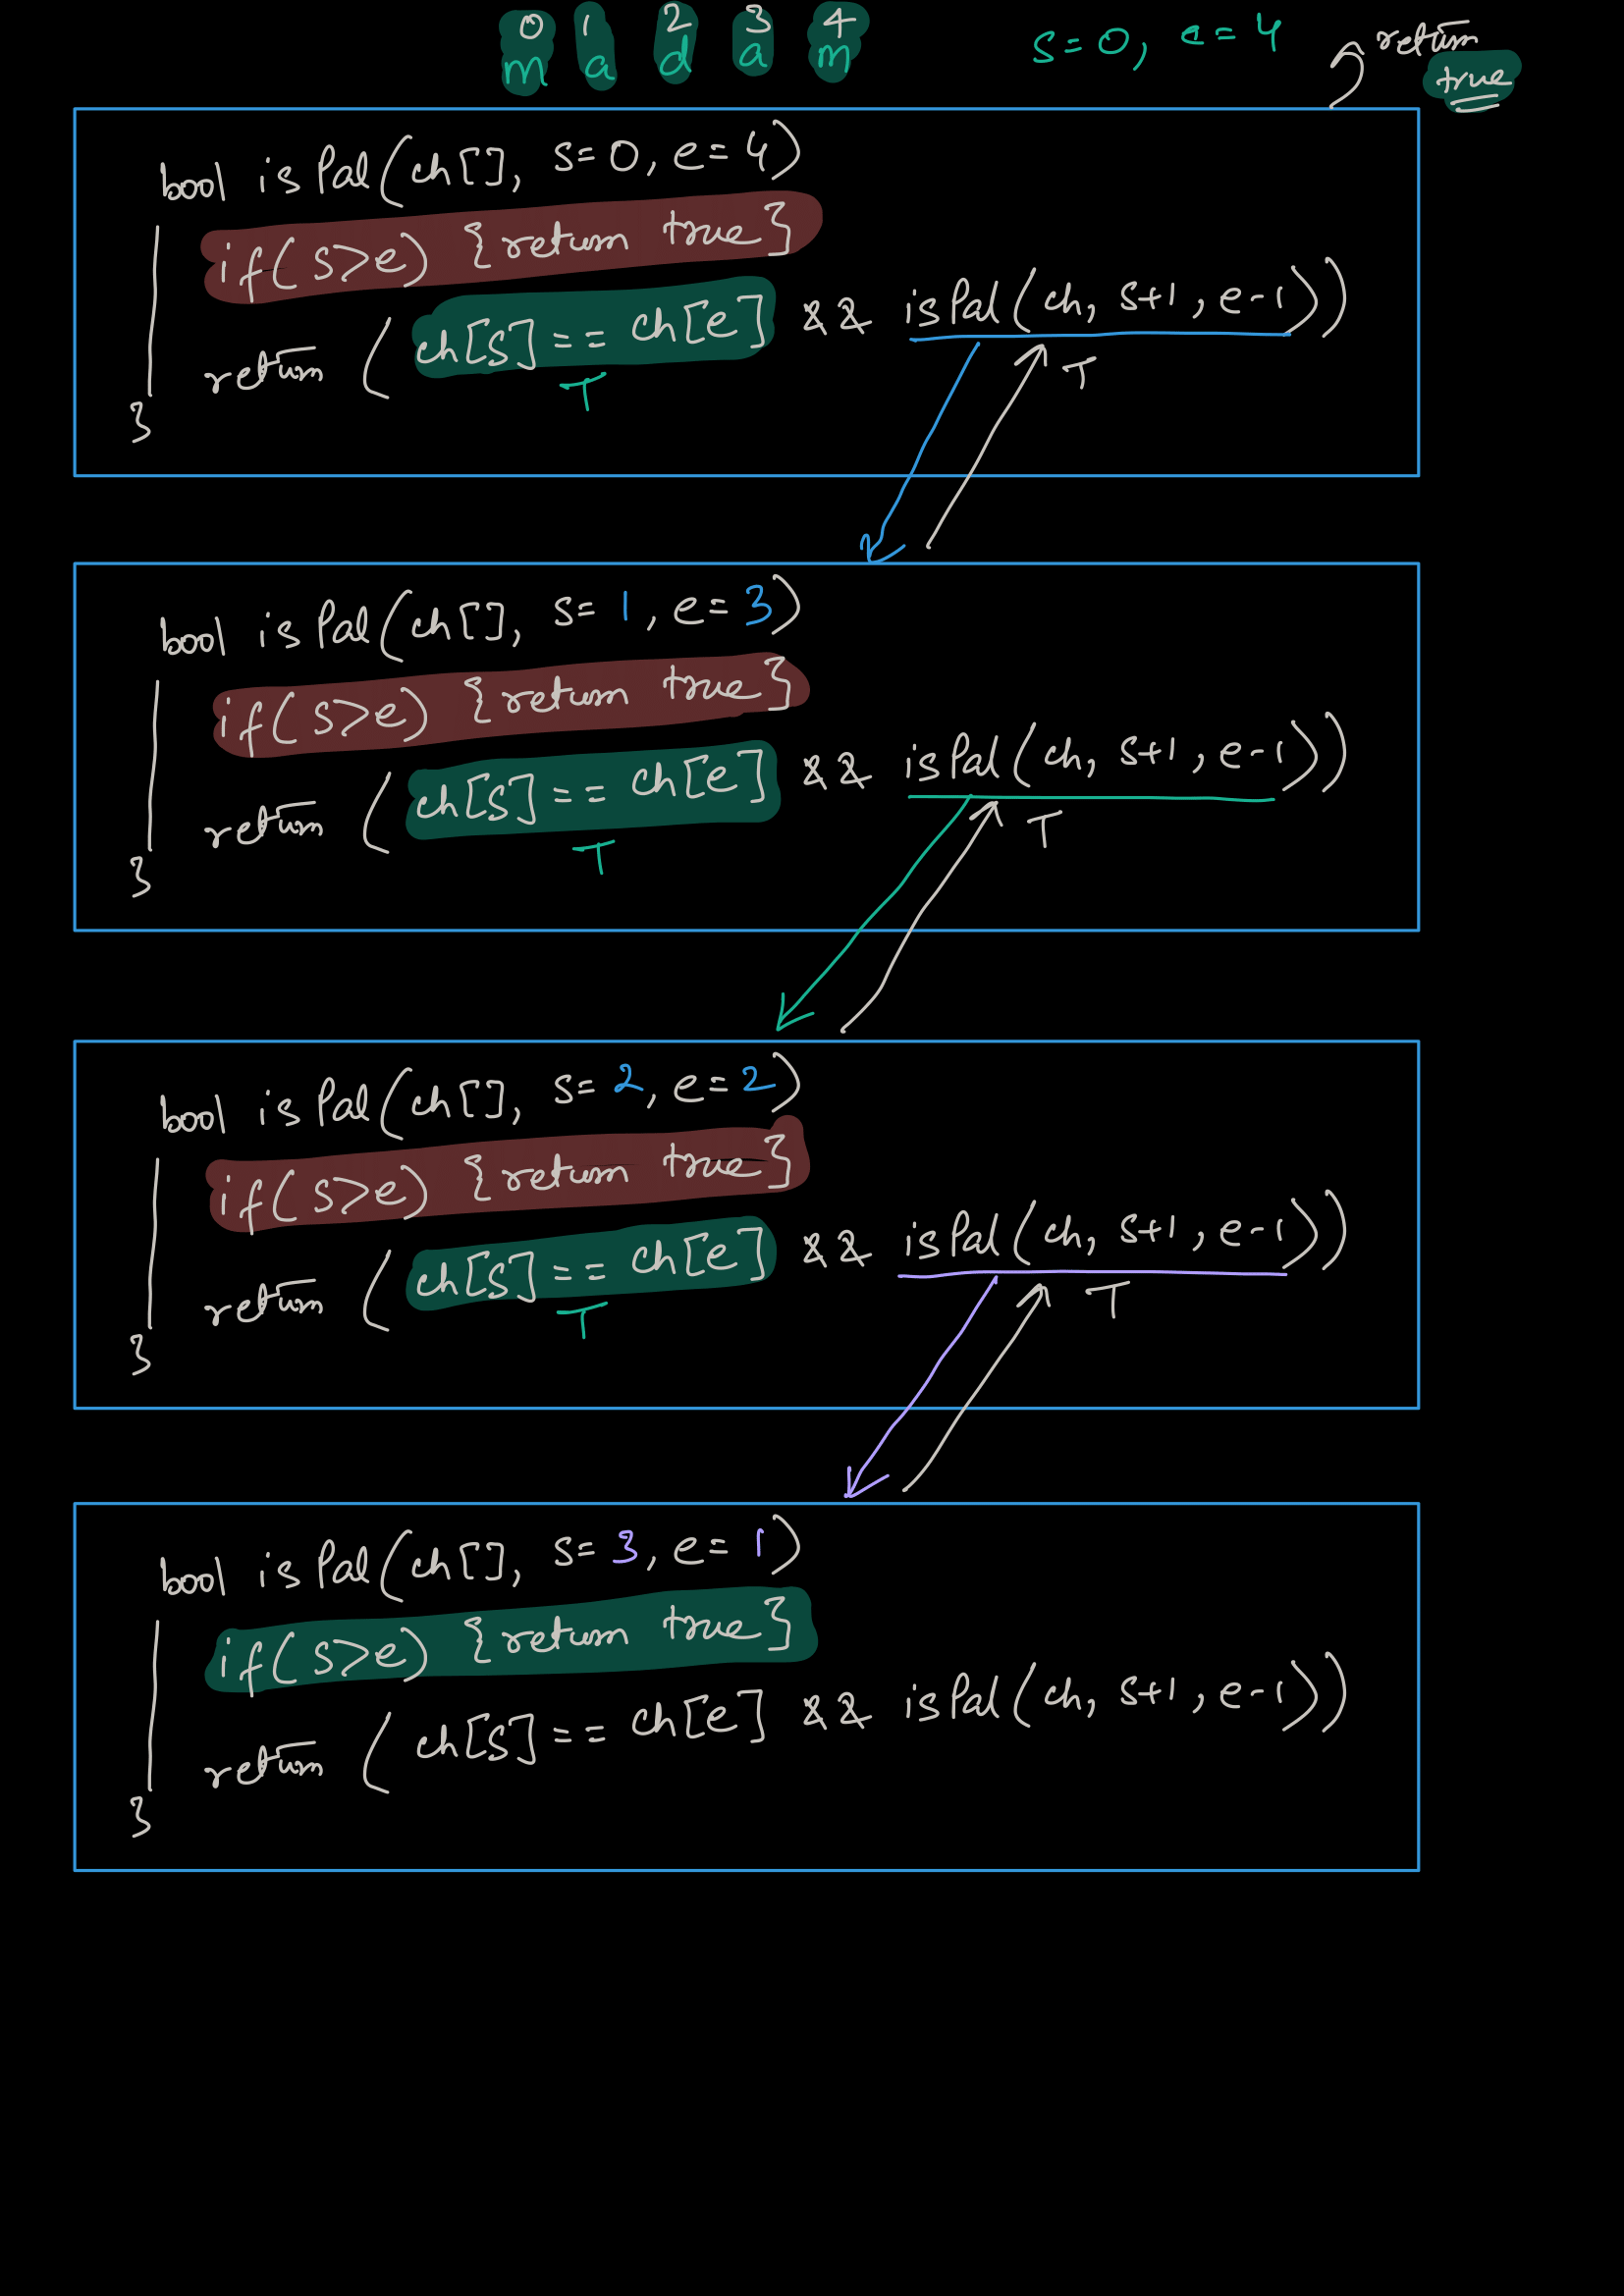 0 1 2 3 4
m a d a m
s=0, e=4
return
true
bool isPal(ch[], s=0, e=4)
{
if(s>e) {return true}
return (ch[s]==ch[e] && isPal(ch, s+1, e-1))
T T
}
bool isPal(ch[], s=1, e=3)
{
if(s>e) {return true}
return (ch[s]==ch[e] && isPal(ch, s+1, e-1))
T T
}
bool isPal(ch[], s=2, e=2)
{
if(s>e) {return true}
return (ch[s]==ch[e] && isPal(ch, s+1, e-1))
T T
}
bool isPal(ch[], s=3, e=1)
{
if(s>e) {return true}
return (ch[s]==ch[e] && isPal(ch, s+1, e-1))
}